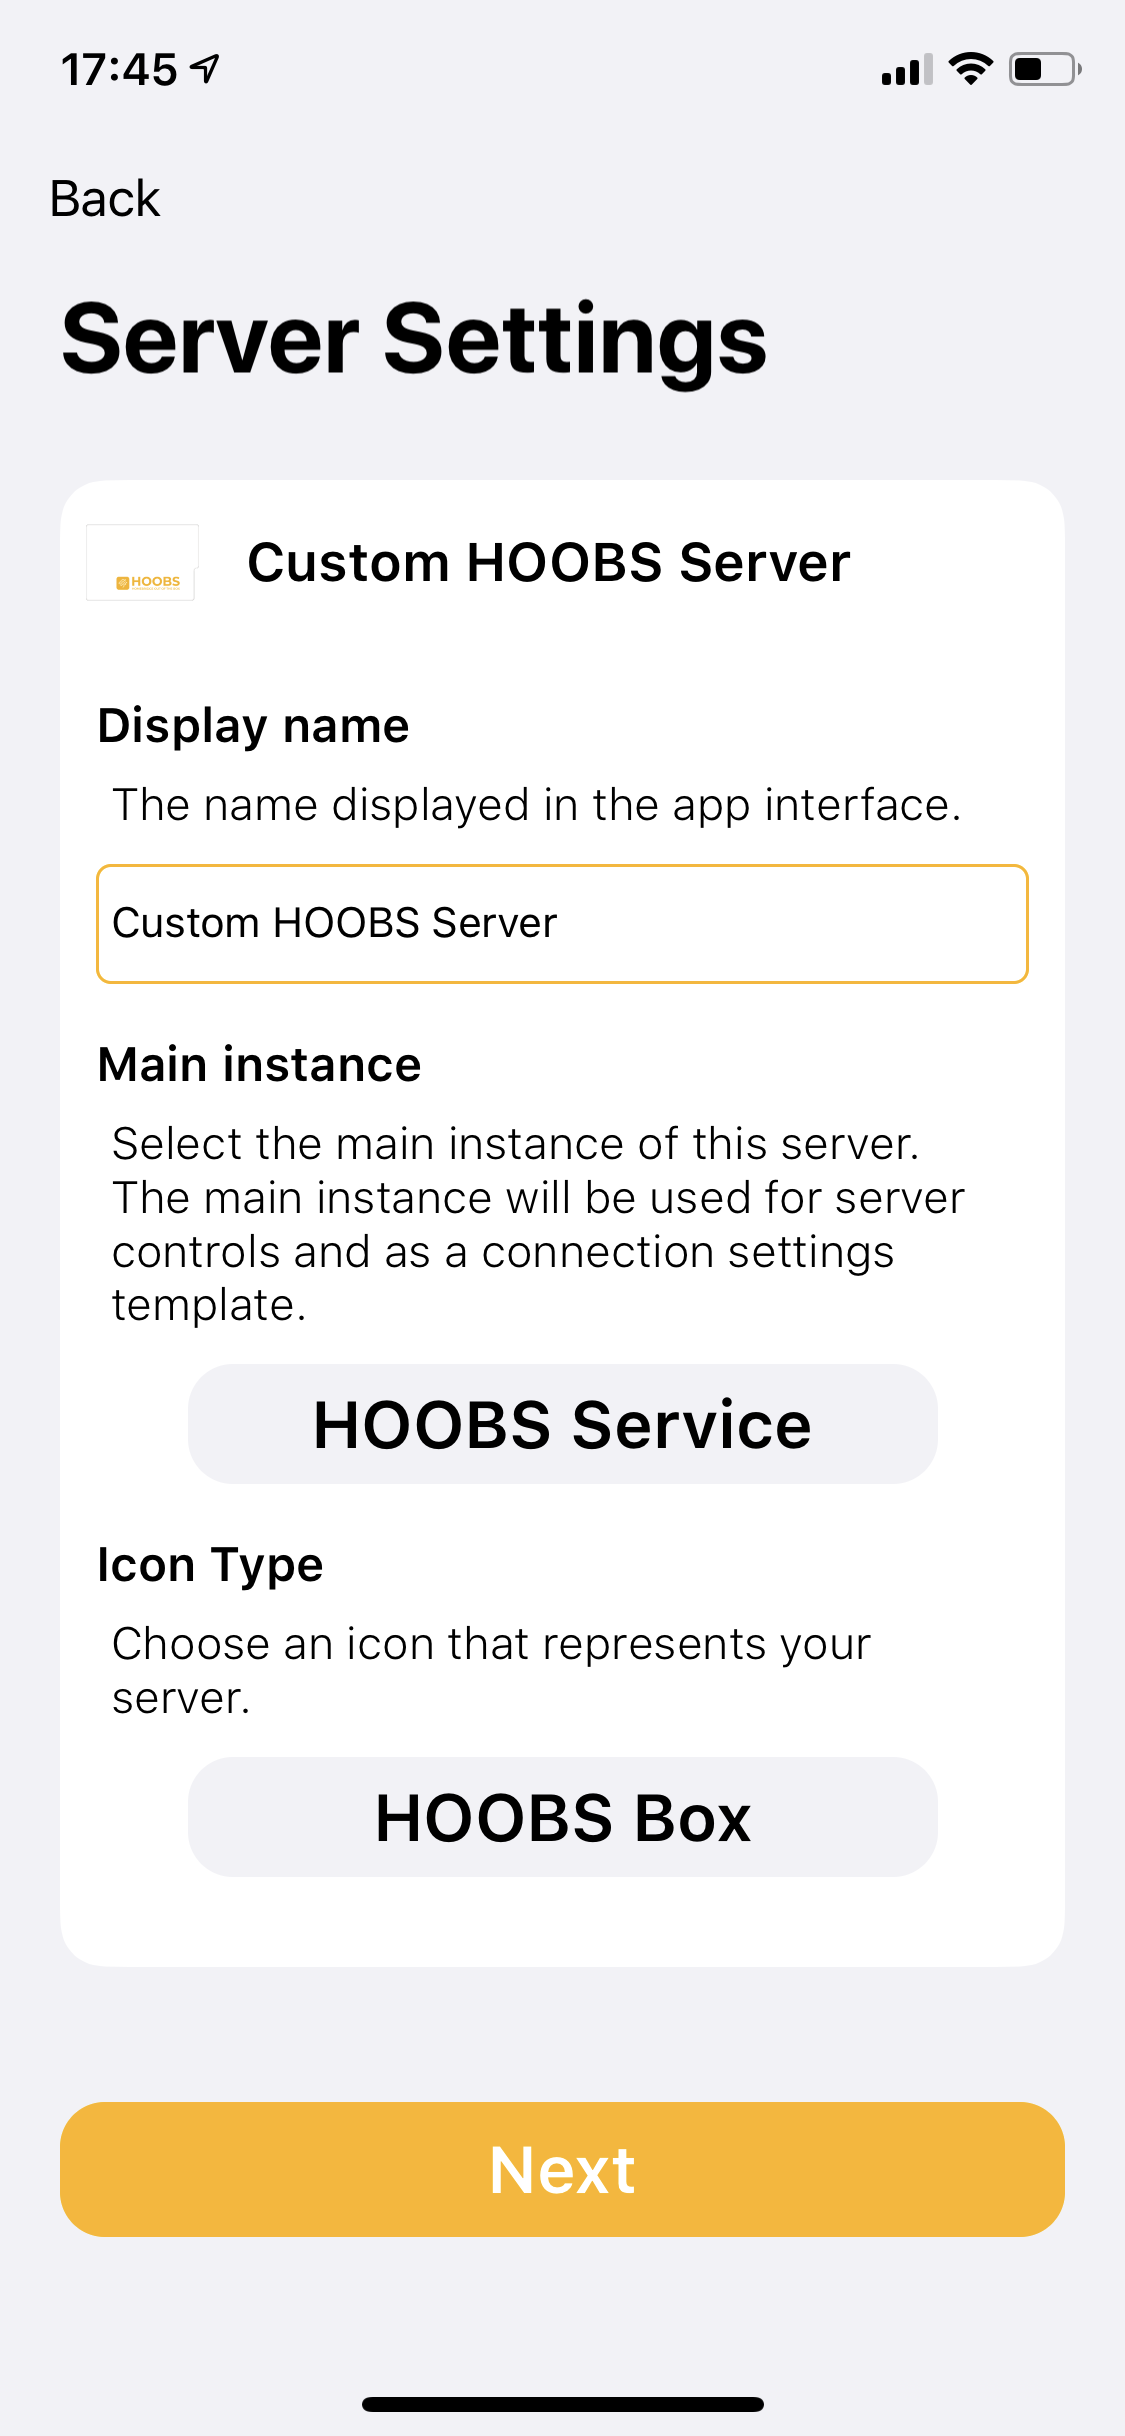 17:45
Back
Server Settings
HOOBS
Custom HOOBS Server
Display name
The name displayed in the app interface.
Custom HOOBS Server
Main instance
Select the main instance of this server.
The main instance will be used for server
controls and as a connection settings
template.
HOOBS Service
Icon Type
Choose an icon that represents your
server.
HOOBS Box
Next